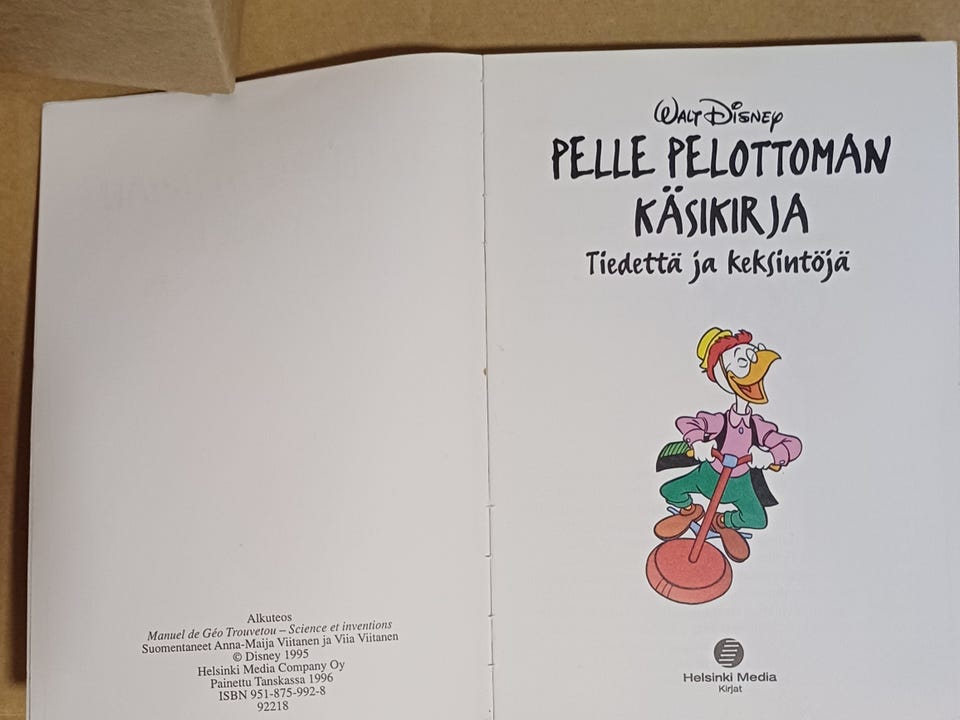 Alkuteos
Manuel de Géo Trouvetou – Science et inventions
Suomentaneet Anna-Maija Viitanen ja Viia Viitanen
© Disney 1995
Helsinki Media Company Oy
Painettu Tanskassa 1996
ISBN 951-875-992-8
92218
WALT DISNEY
PELLE PELOTTOMAN
KÄSIKIRJA
Tiedettä ja keksintöjä
Helsinki Media
Kirjat